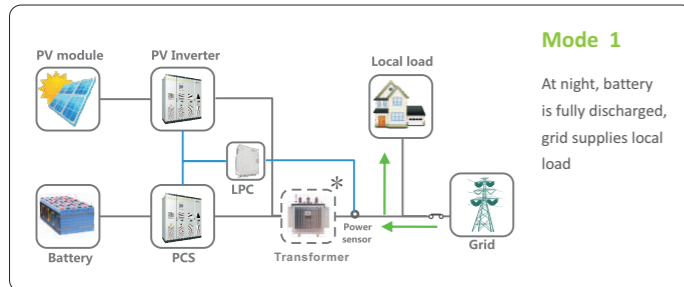 PV module
PV Inverter
Local load
LPC
*
Battery
PCS
Transformer
Power
sensor
Grid
Mode 1
At night, battery
is fully discharged,
grid supplies local
load